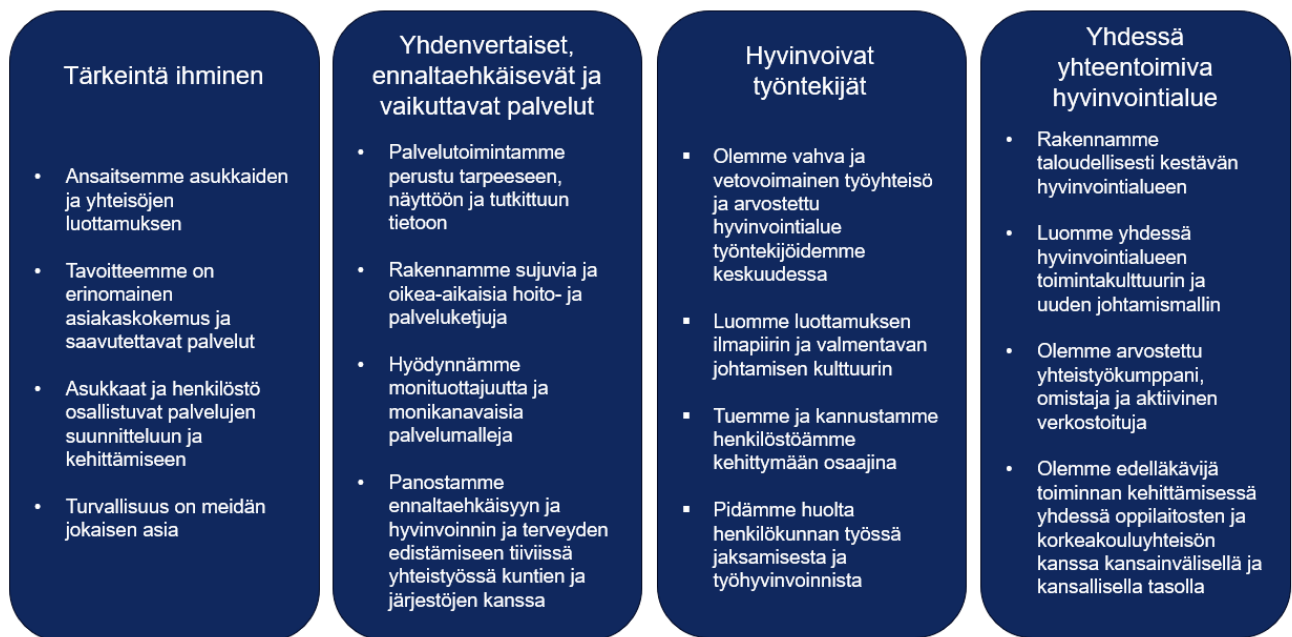 Tärkeintä ihminen
• Ansaitsemme asukkaiden
ja yhteisöjen
luottamuksen
• Tavoitteemme on
erinomainen
asiakaskokemus ja
saavutettavat palvelut
• Asukkaat ja henkilöstö
osallistuvat palvelujen
suunnitteluun ja
kehittämiseen
• Turvallisuus on meidän
jokaisen asia
Yhdenvertaiset,
ennaltaehkäisevät ja
vaikuttavat palvelut
• Palvelutoimintamme
perustu tarpeeseen,
näyttöön ja tutkittuun
tietoon
• Rakennamme sujuvia ja
oikea-aikaisia hoito- ja
palveluketjuja
• Hyödynnämme
monituottajuutta ja
monikanavaisia
palvelumalleja
• Panostamme
ennaltaehkäisyyn ja
hyvinvoinnin ja terveyden
edistämiseen tiiviissä
yhteistyössä kuntien ja
järjestöjen kanssa
Hyvinvoivat
työntekijät
▪ Olemme vahva ja
vetovoimainen työyhteisö
ja arvostettu
hyvinvointialue
työntekijöidemme
keskuudessa
▪ Luomme luottamuksen
ilmapiirin ja valmentavan
johtamisen kulttuurin
▪ Tuemme ja kannustamme
henkilöstöämme
kehittymään osaajina
▪ Pidämme huolta
henkilökunnan työssä
jaksamisesta ja
työhyvinvoinnista
Yhdessä
yhteentoimiva
hyvinvointialue
• Rakennamme
taloudellisesti kestävän
hyvinvointialueen
• Luomme yhdessä
hyvinvointialueen
toimintakulttuurin ja
uuden johtamismallin
• Olemme arvostettu
yhteistyökumppani,
omistaja ja aktiivinen
verkostoituja
• Olemme edelläkävijä
toiminnan kehittämisessä
yhdessä oppilaitosten ja
korkeakouluyhteisön
kanssa kansainvälisellä ja
kansallisella tasolla